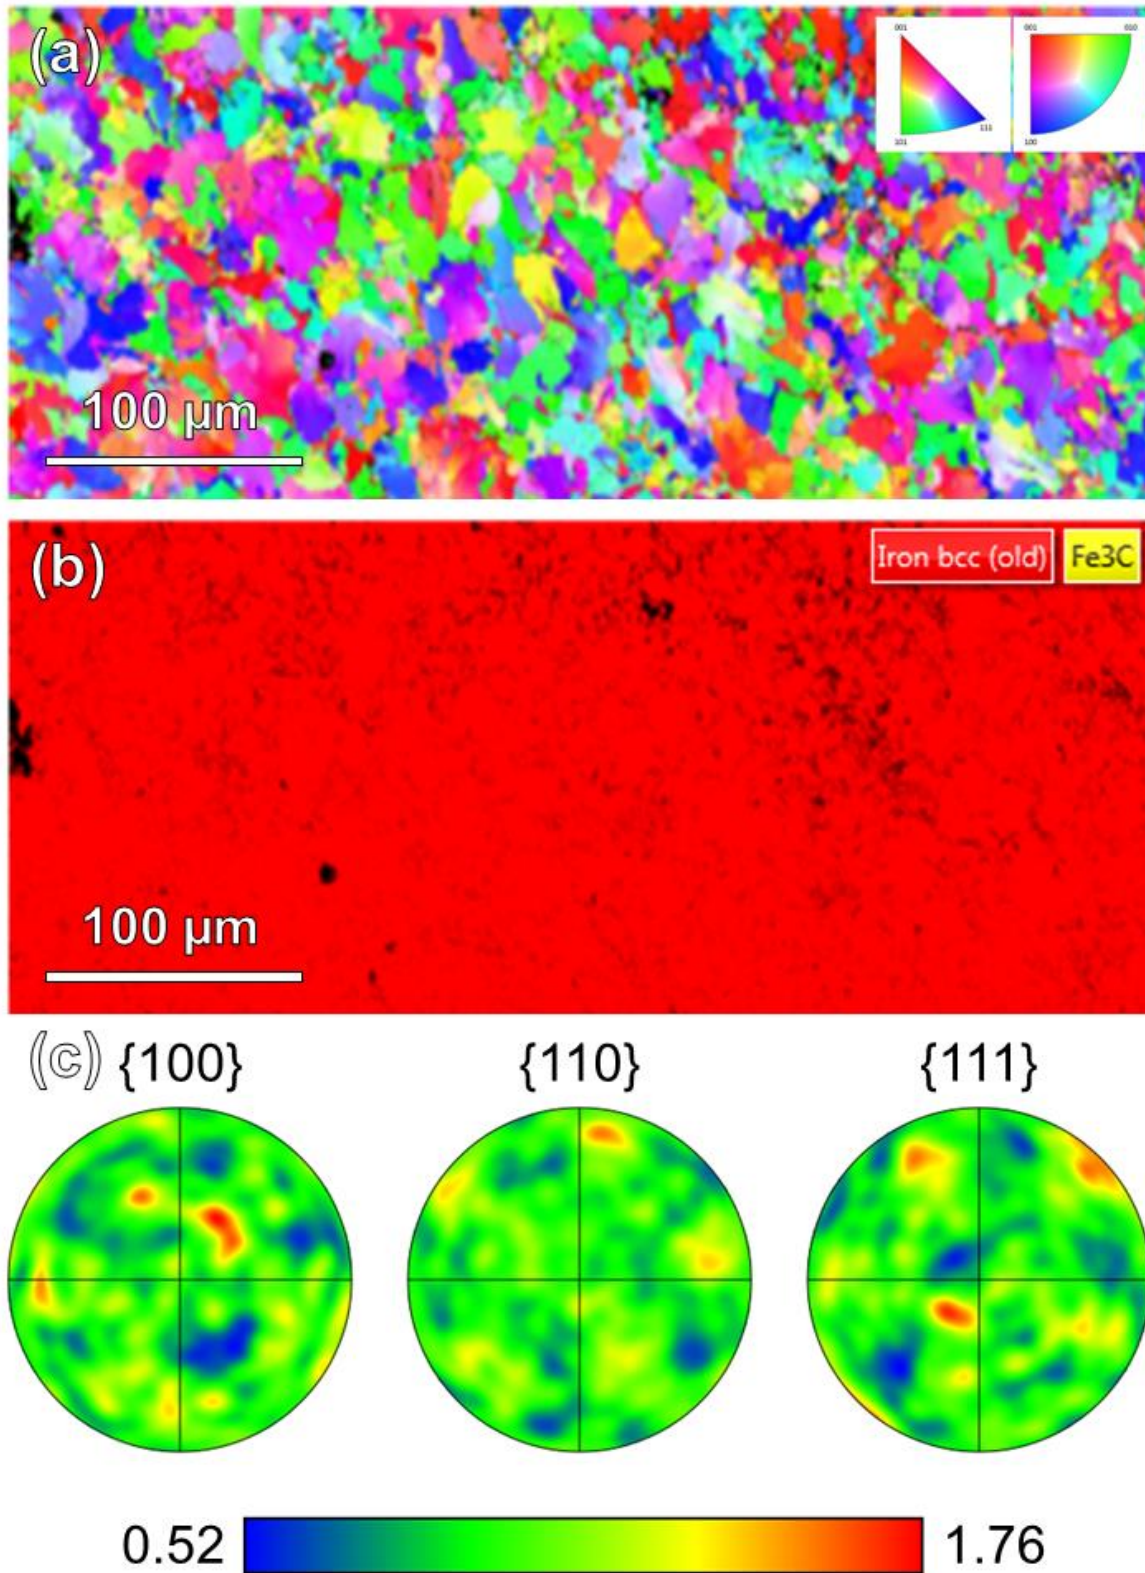 (a)
001
101
111
001
010
100
100 µm
(b)
Iron bcc (old)
Fe3C
100 µm
(c)
{100}
{110}
{111}
0.52
1.76